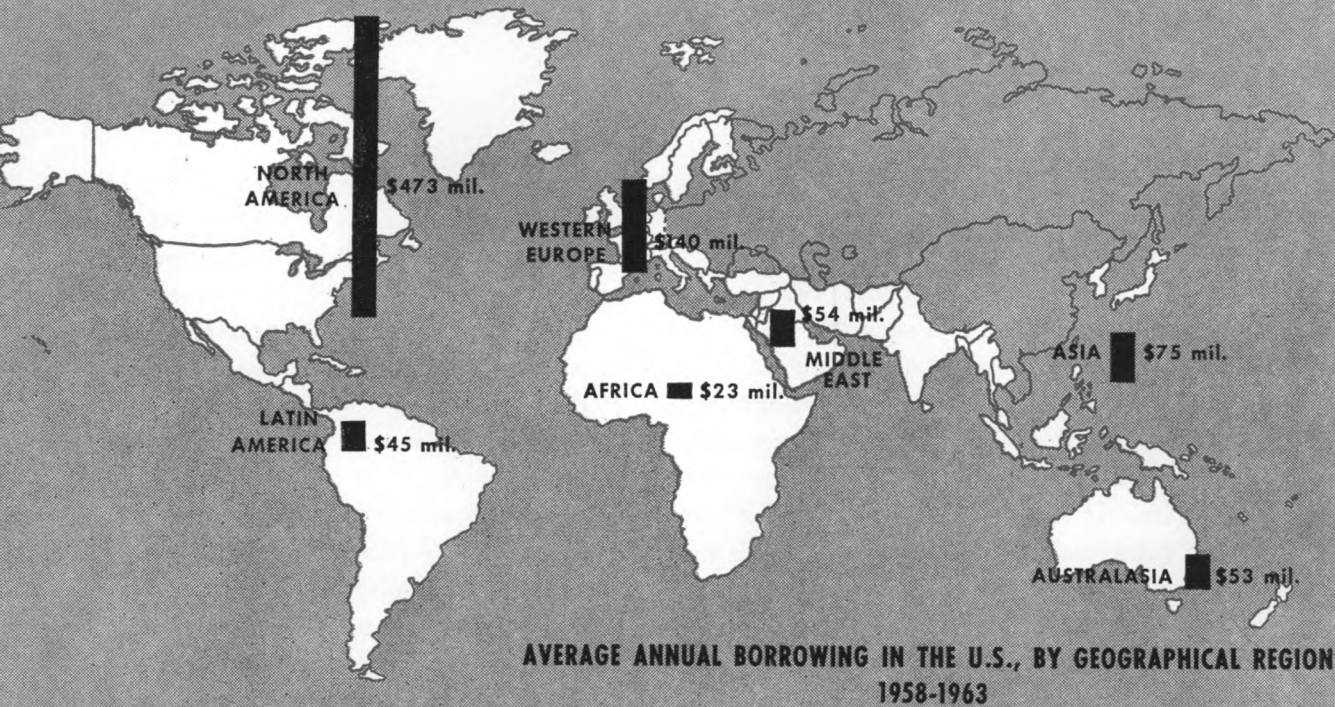 NORTH
AMERICA
$473 mil.
WESTERN
EUROPE
$140 mil.
$54 mil.
MIDDLE
EAST
ASIA
$75 mil.
AFRICA
$23 mil.
LATIN
AMERICA
$45 mil.
AUSTRALASIA
$53 mil.
AVERAGE ANNUAL BORROWING IN THE U.S., BY GEOGRAPHICAL REGION
1958-1963